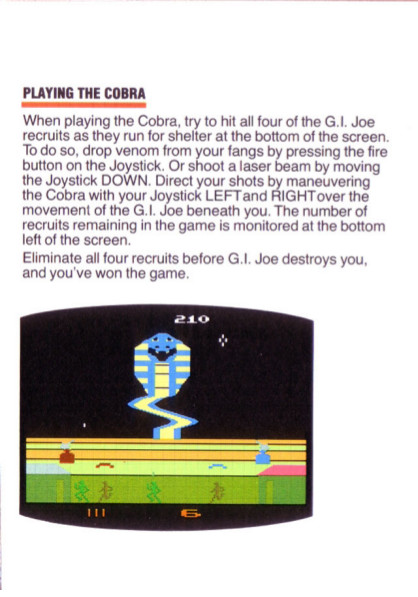 PLAYING THE COBRA
When playing the Cobra, try to hit all four of the G.I. Joe
recruits as they run for shelter at the bottom of the screen.
To do so, drop venom from your fangs by pressing the fire
button on the Joystick. Or shoot a laser beam by moving
the Joystick DOWN. Direct your shots by maneuvering
the Cobra with your Joystick LEFT and RIGHT over the
movement of the G.I. Joe beneath you. The number of
recruits remaining in the game is monitored at the bottom
left of the screen.
Eliminate all four recruits before G.I. Joe destroys you,
and you've won the game.
210